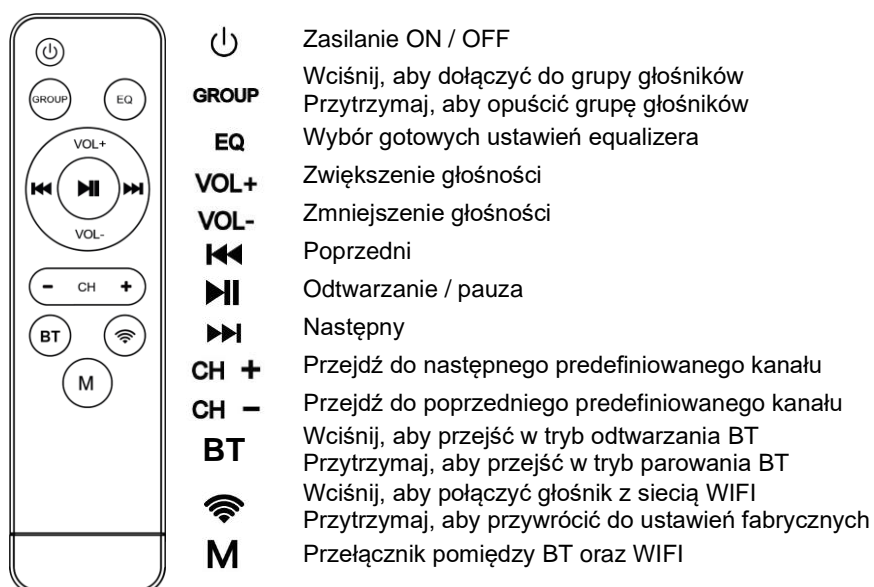 GROUP
EQ
VOL+
VOL-
- CH +
BT
M
Zasilanie ON / OFF
GROUP
Wciśnij, aby dołączyć do grupy głośników
Przytrzymaj, aby opuścić grupę głośników
EQ
Wybór gotowych ustawień equalizera
VOL+
Zwiększenie głośności
VOL-
Zmniejszenie głośności
Poprzedni
Odtwarzanie / pauza
Następny
CH +
Przejdź do następnego predefiniowanego kanału
CH -
Przejdź do poprzedniego predefiniowanego kanału
BT
Wciśnij, aby przejść w tryb odtwarzania BT
Przytrzymaj, aby przejść w tryb parowania BT
Wciśnij, aby połączyć głośnik z siecią WIFI
Przytrzymaj, aby przywrócić do ustawień fabrycznych
M
Przełącznik pomiędzy BT oraz WIFI